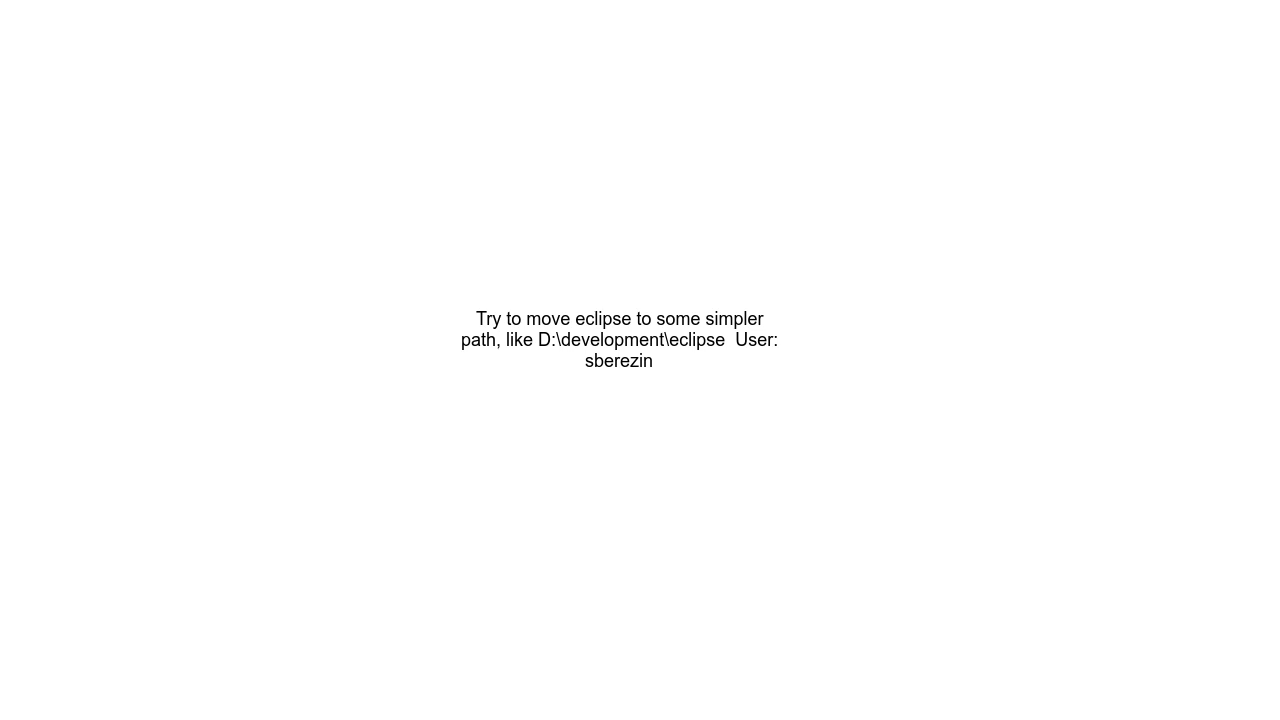 Try to move eclipse to some simpler
path, like D:\development\eclipse  User:
sberezin